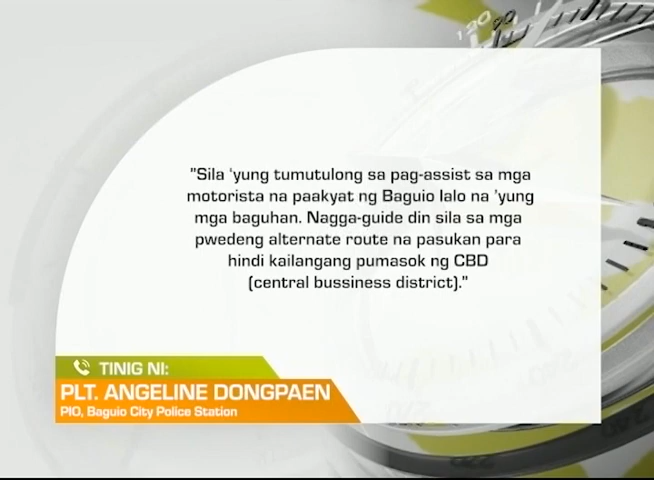 120
90
"Sila 'yung tumutulong sa pag-assist sa mga
motorista na paakyat ng Baguio lalo na 'yung
mga baguhan. Nagga-guide din sila sa mga
pwedeng alternate route na pasukan para
hindi kailangang pumasok ng CBD
(central bussiness district)."
TINIG NI:
PLT. ANGELINE DONGPAEN
PIO, Baguio City Police Station